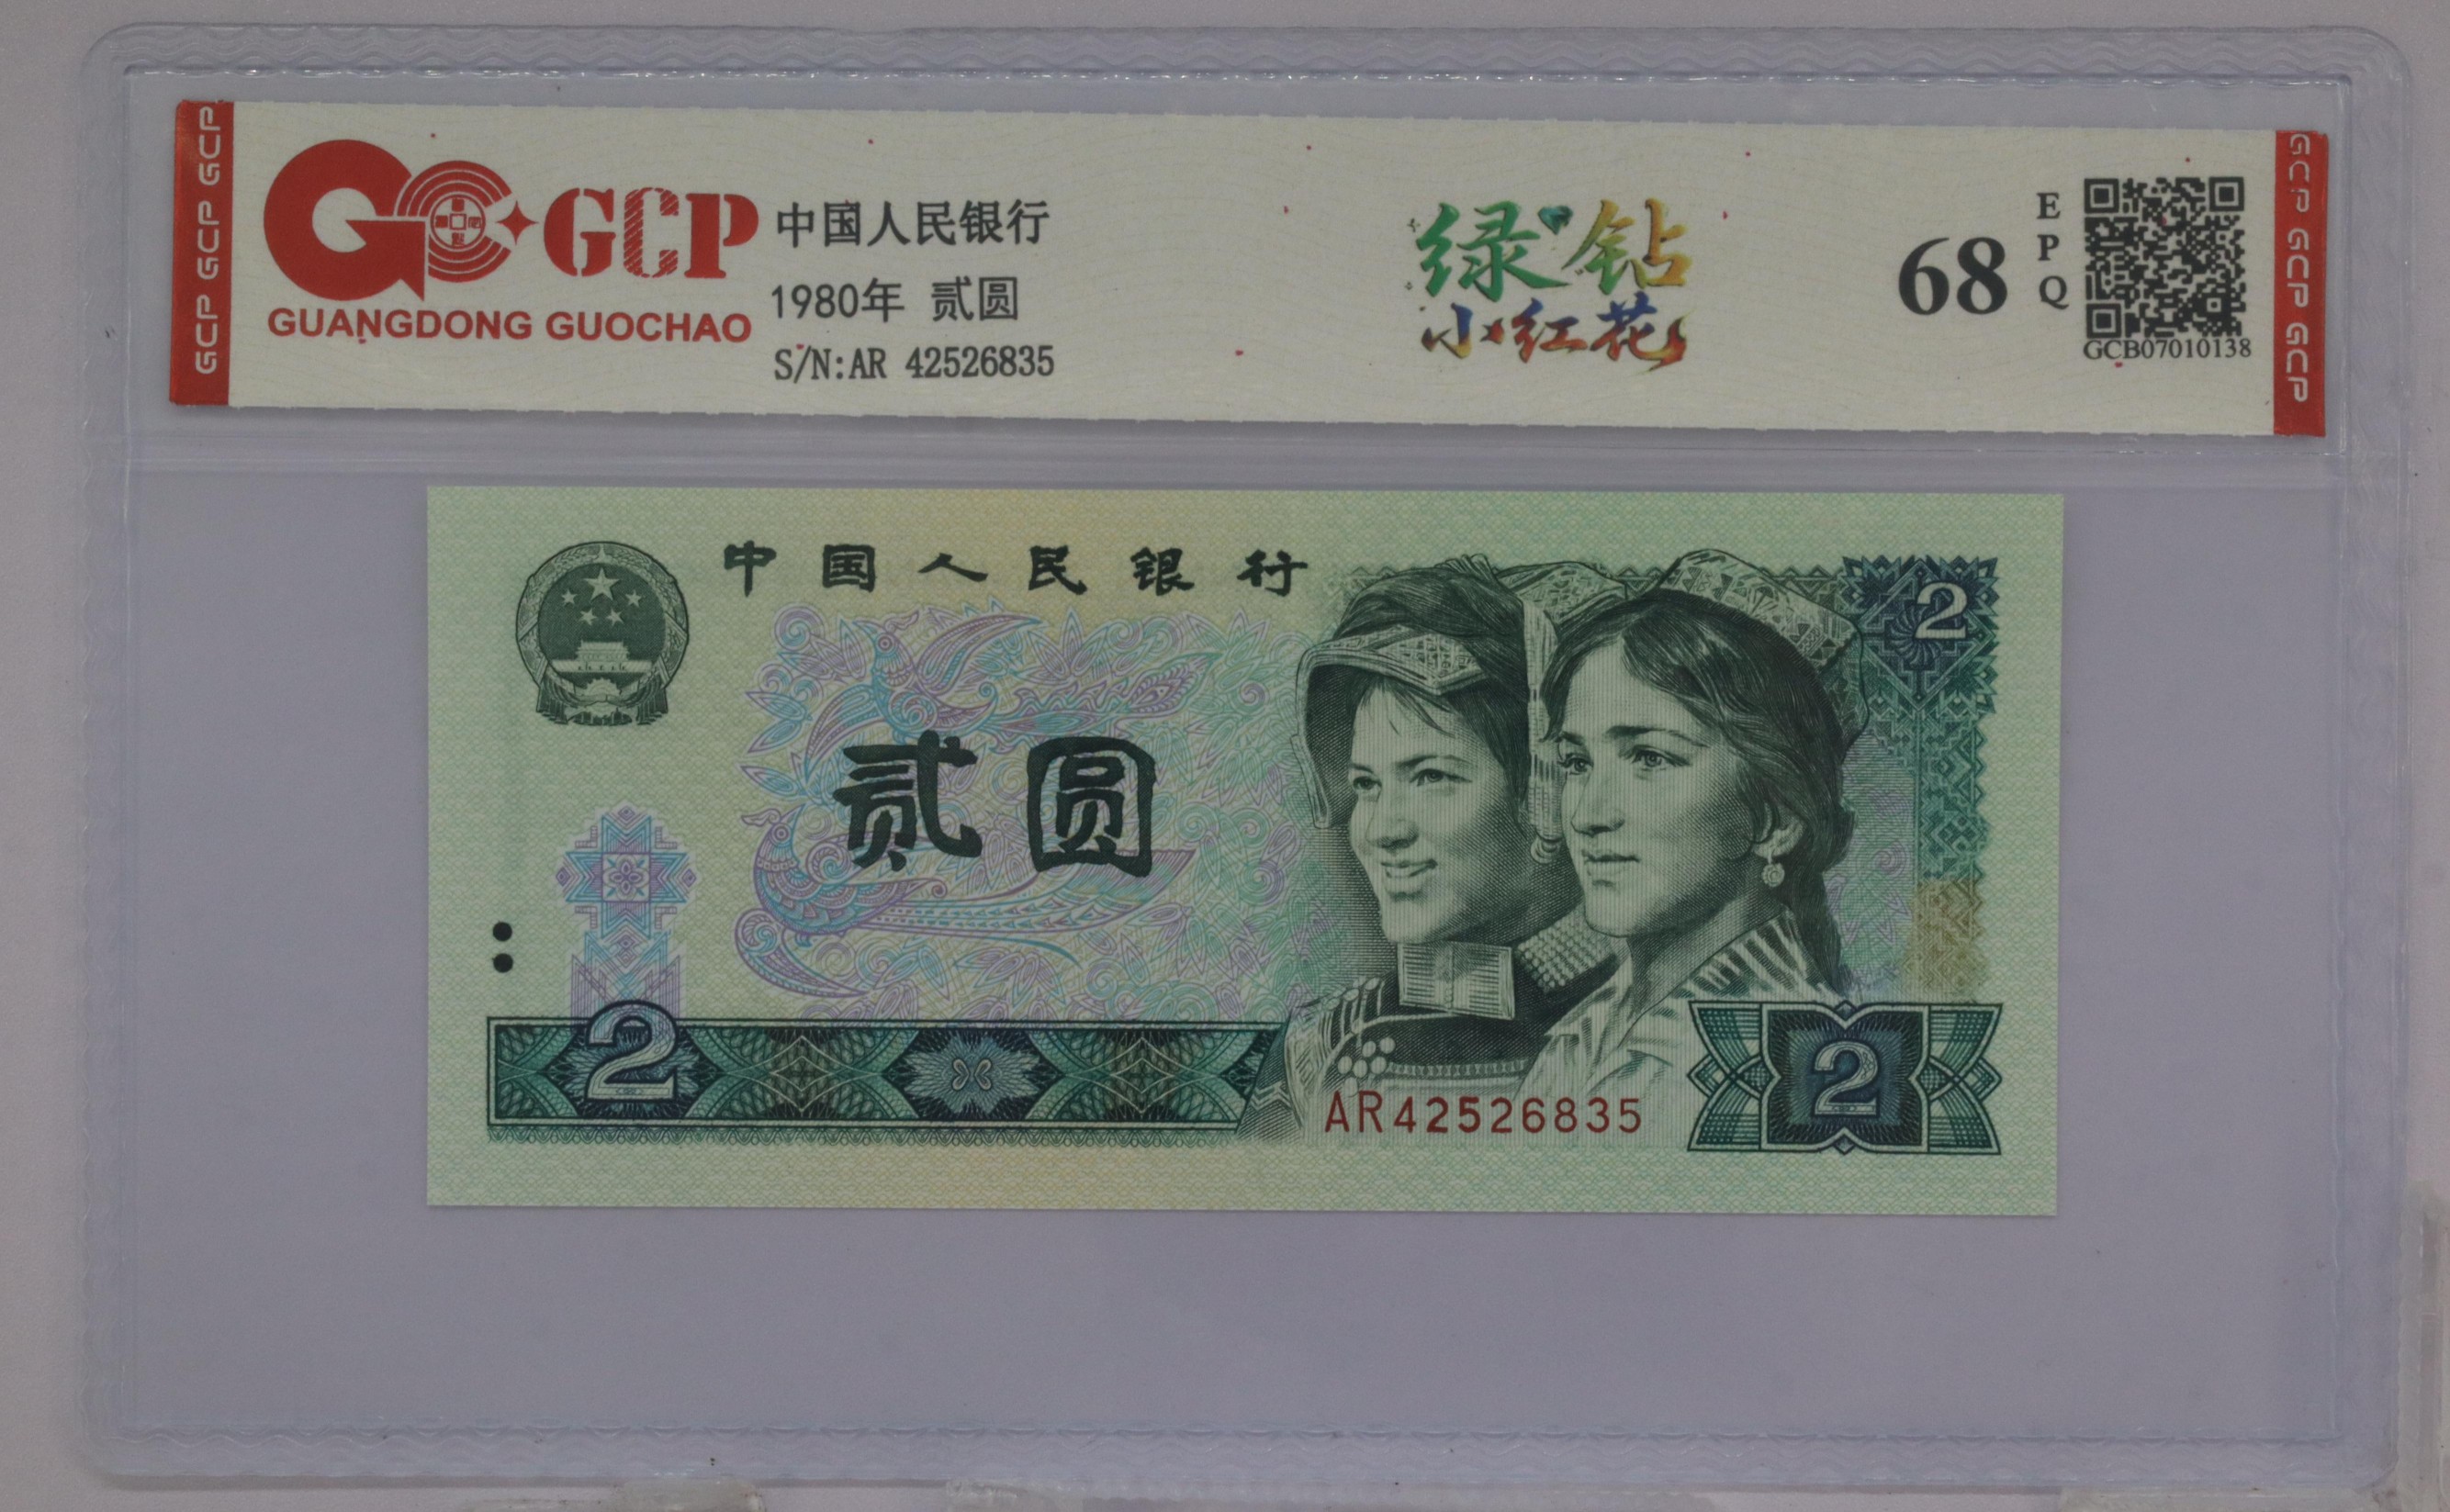 GCP GCP GCP
GCP
GUANGDONG GUOCHAO
中国人民银行
1980年 贰圆
S/N:AR 42526835
绿钻
小红花
68
EPQ
GCB07010138
GCP GCP GCP
中国人民银行
2
贰圆
2
AR42526835
2